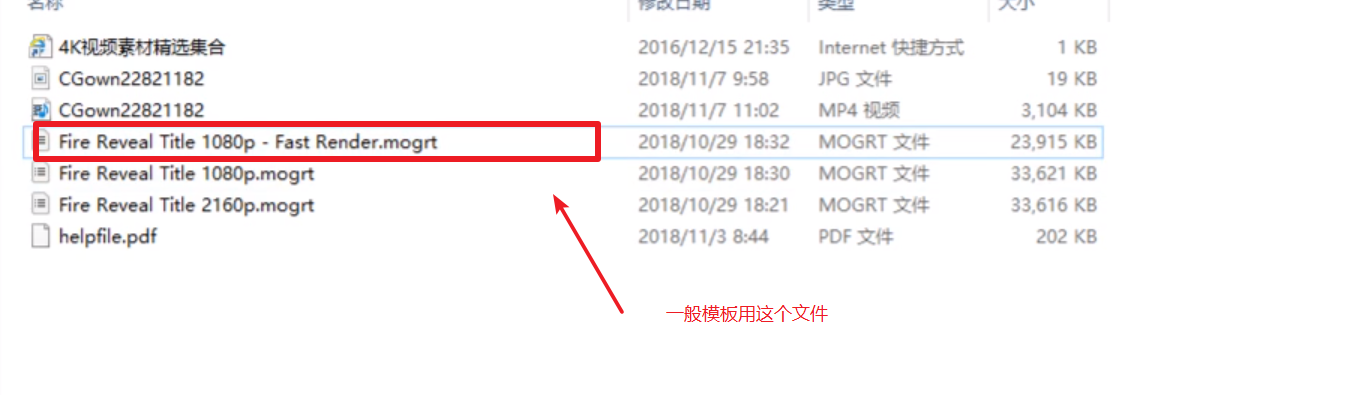 名称 修改日期 类型 大小
4K视频素材精选集合 2016/12/15 21:35 Internet 快捷方式 1 KB
CGown22821182 2018/11/7 9:58 JPG 文件 19 KB
CGown22821182 2018/11/7 11:02 MP4 视频 3,104 KB
Fire Reveal Title 1080p - Fast Render.mogrt 2018/10/29 18:32 MOGRT 文件 23,915 KB
Fire Reveal Title 1080p.mogrt 2018/10/29 18:30 MOGRT 文件 33,621 KB
Fire Reveal Title 2160p.mogrt 2018/10/29 18:21 MOGRT 文件 33,616 KB
helpfile.pdf 2018/11/3 8:44 PDF 文件 202 KB
一般模板用这个文件